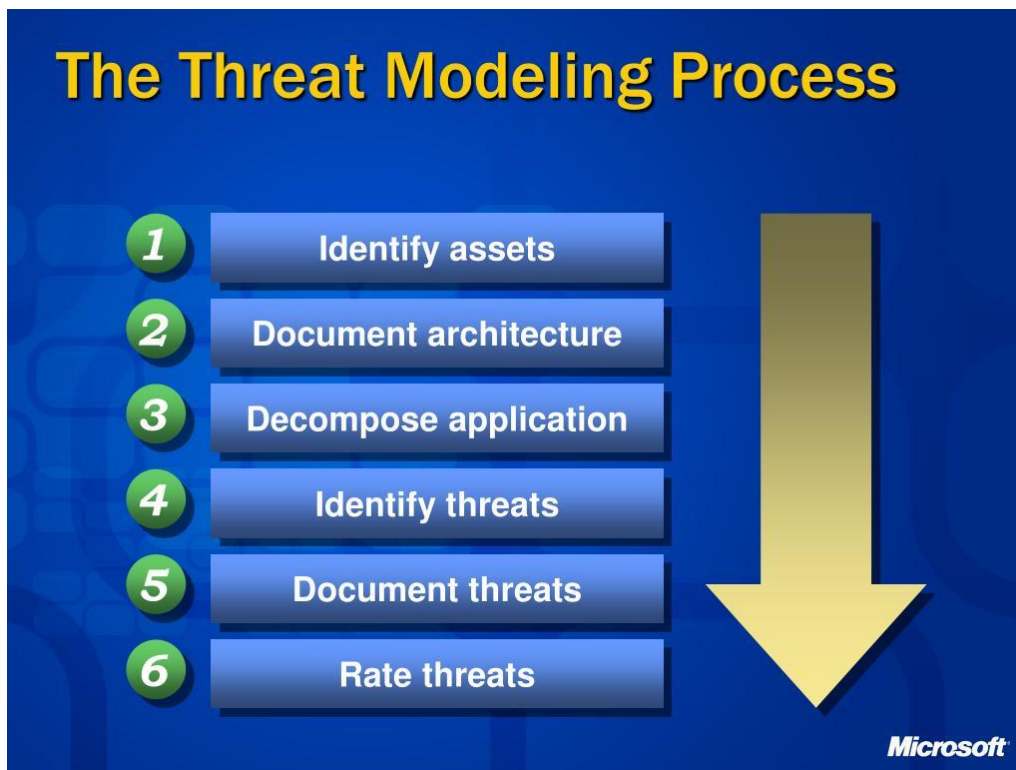 The Threat Modeling Process
1 Identify assets
2 Document architecture
3 Decompose application
4 Identify threats
5 Document threats
6 Rate threats
Microsoft